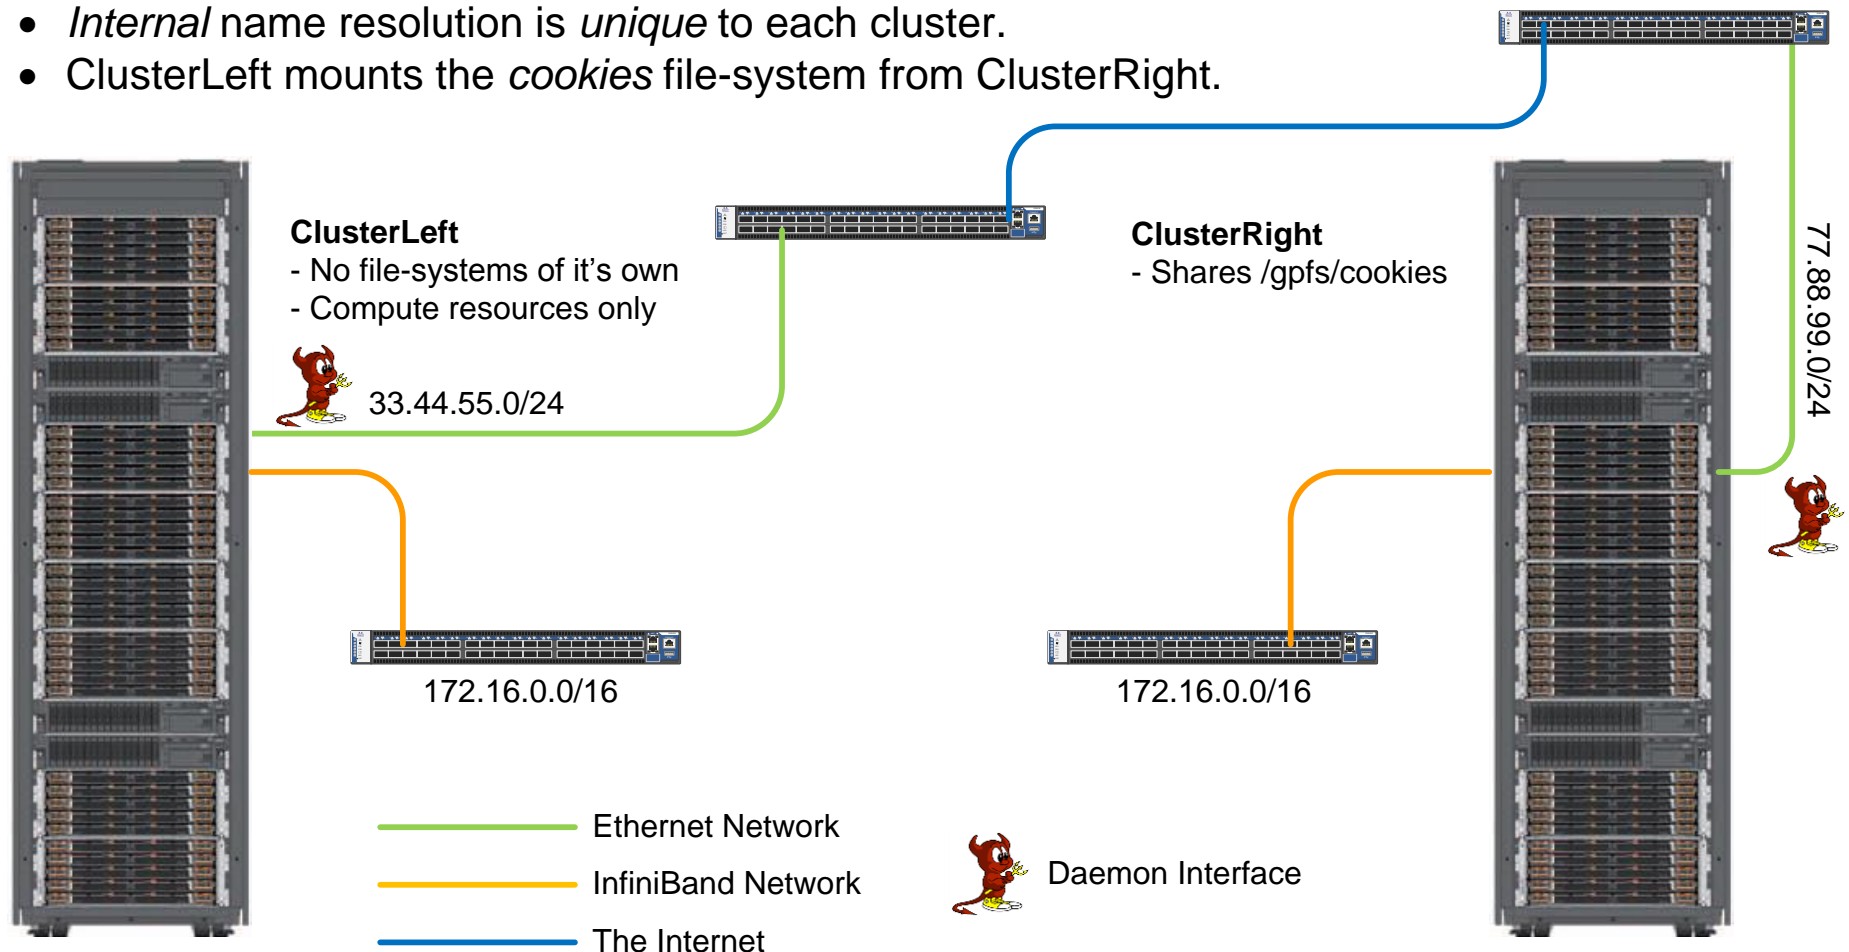 • Internal name resolution is unique to each cluster.
• ClusterLeft mounts the cookies file-system from ClusterRight.
ClusterLeft
- No file-systems of it's own
- Compute resources only
33.44.55.0/24
ClusterRight
- Shares /gpfs/cookies
77.88.99.0/24
172.16.0.0/16
172.16.0.0/16
Ethernet Network
InfiniBand Network
The Internet
Daemon Interface